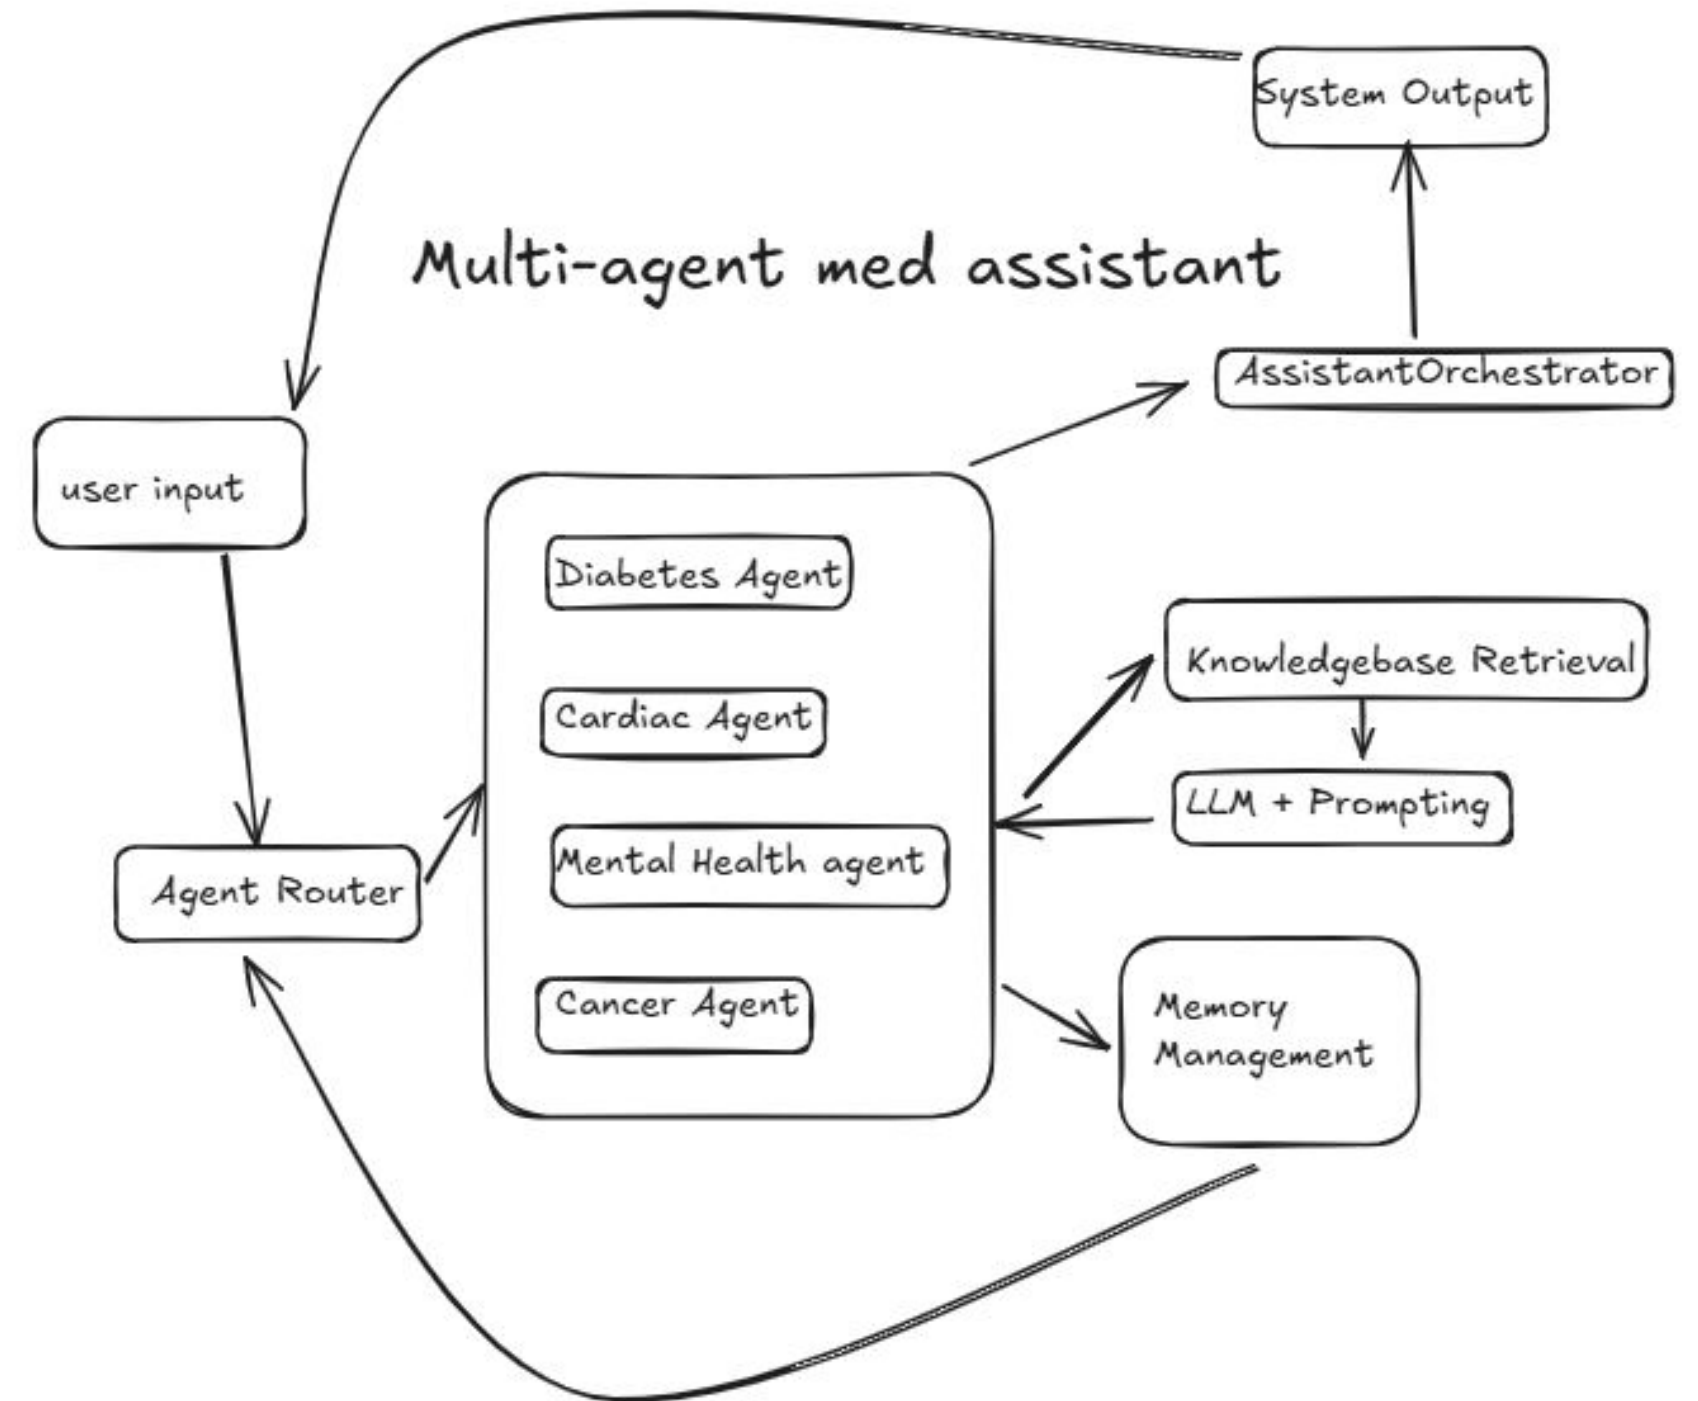 System Output
Multi-agent med assistant
AssistantOrchestrator
user input
Diabetes Agent
Knowledgebase Retrieval
Cardiac Agent
LLM + Prompting
Mental Health agent
Agent Router
Cancer Agent
Memory
Management